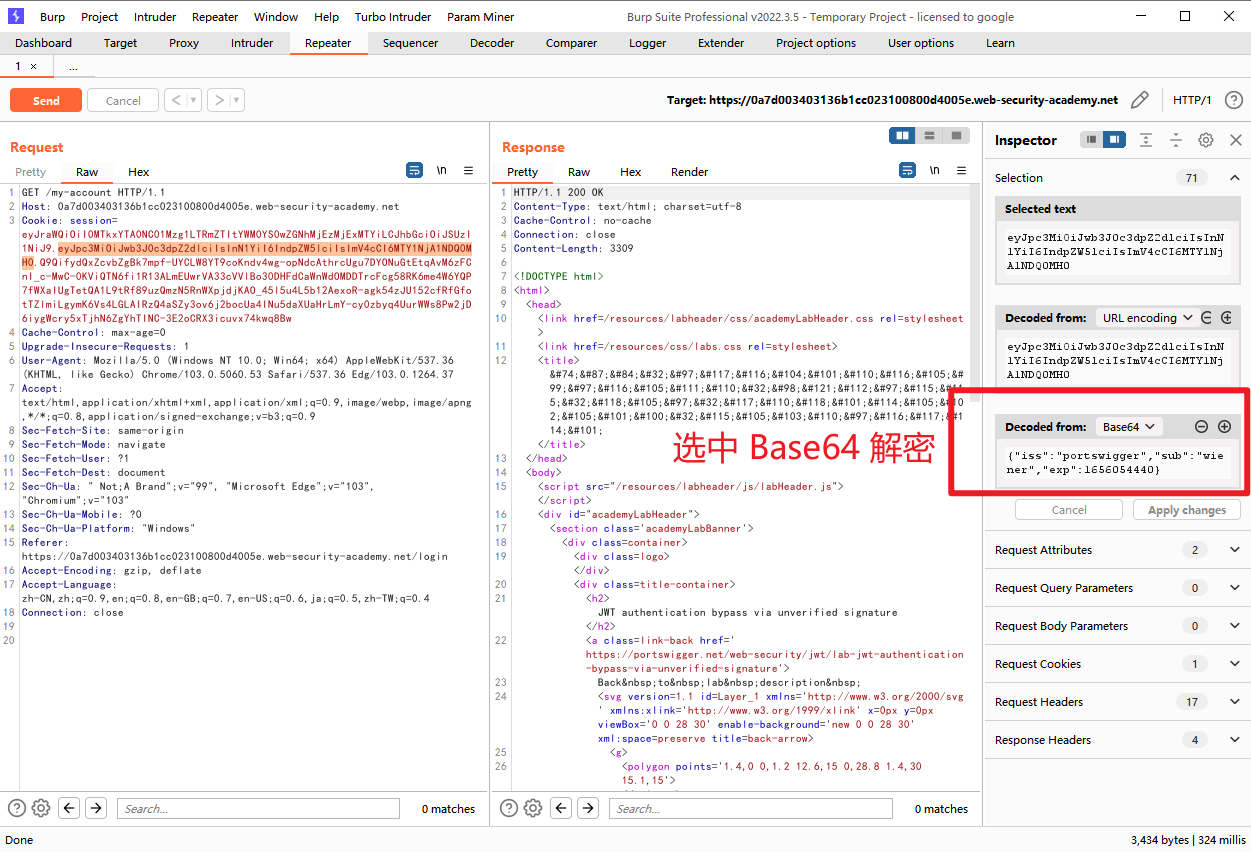 Burp Project Intruder Repeater Window Help Turbo Intruder Param Miner Burp Suite Professional v2022.3.5 - Temporary Project - licensed to google
Dashboard Target Proxy Intruder Repeater Sequencer Decoder Comparer Logger Extender Project options User options Learn
1 × ...
Send Cancel < > Target: https://0a7d003403136b1cc023100800d4005e.web-security-academy.net HTTP/1
Request
Pretty Raw Hex \n
1 GET /my-account HTTP/1.1
2 Host: 0a7d003403136b1cc023100800d4005e.web-security-academy.net
3 Cookie: session=
4 Cache-Control: max-age=0
5 Upgrade-Insecure-Requests: 1
6 User-Agent: Mozilla/5.0 (Windows NT 10.0; Win64; x64) AppleWebKit/537.36
(KHTML, like Gecko) Chrome/103.0.5060.53 Safari/537.36 Edg/103.0.1264.37
7 Accept:
text/html,application/xhtml+xml,application/xml;q=0.9,image/webp,image/apng
,*/*;q=0.8,application/signed-exchange;v=b3;q=0.9
8 Sec-Fetch-Site: same-origin
9 Sec-Fetch-Mode: navigate
10 Sec-Fetch-User: ?1
11 Sec-Fetch-Dest: document
12 Sec-Ch-Ua: " Not;A Brand";v="99", "Microsoft Edge";v="103",
"Chromium";v="103"
13 Sec-Ch-Ua-Mobile: ?0
14 Sec-Ch-Ua-Platform: "Windows"
15 Referer:
https://0a7d003403136b1cc023100800d4005e.web-security-academy.net/login
16 Accept-Encoding: gzip, deflate
17 Accept-Language:
zh-CN,zh;q=0.9,en;q=0.8,en-GB;q=0.7,en-US;q=0.6,ja;q=0.5,zh-TW;q=0.4
18 Connection: close
19
20
Search... 0 matches
Response
Pretty Raw Hex Render \n
1 HTTP/1.1 200 OK
2 Content-Type: text/html; charset=utf-8
3 Cache-Control: no-cache
4 Connection: close
5 Content-Length: 3309
6
7 <!DOCTYPE html>
8 <html>
9 <head>
10 <link href=/resources/labheader/css/academyLabHeader.css rel=stylesheet
>
11 <link href=/resources/css/labs.css rel=stylesheet>
12 <title>
&#74;&#87;&#84;&#32;&#97;&#117;&#116;&#104;&#101;&#110;&#116;&#105;&#
99;&#97;&#116;&#105;&#111;&#110;&#32;&#98;&#121;&#112;&#97;&#115;&#11
5;&#32;&#118;&#105;&#97;&#32;&#117;&#110;&#118;&#101;&#114;&#105;&#
102;&#105;&#101;&#100;&#32;&#115;&#105;&#103;&#110;&#97;&#116;&#117;&#1
14;&#101;
</title>
13 </head>
14 <body>
15 <script src="/resources/labheader/js/labHeader.js">
</script>
16 <div id="academyLabHeader">
17 <section class='academyLabBanner'>
18 <div class=container>
19 <div class=logo>
</div>
20 <div class=title-container>
21 <h2>
JWT authentication bypass via unverified signature
</h2>
22 <a class=link-back href='
https://portswigger.net/web-security/jwt/lab-jwt-authentication
-bypass-via-unverified-signature'>
23 Back&nbsp;to&nbsp;lab&nbsp;description&nbsp;
24 <svg version=1.1 id=Layer_1 xmlns='http://www.w3.org/2000/svg
' xmlns:xlink='http://www.w3.org/1999/xlink' x=0px y=0px
viewBox='0 0 28 30' enable-background='new 0 0 28 30'
xml:space=preserve title=back-arrow>
25 <g>
26 <polygon points='1.4,0 0,1.2 12.6,15 0,28.8 1.4,30
15.1,15'>
Search... 0 matches
选中 Base64 解密
Inspector
Selection 71
Selected text
eyJpc3MiOiJwb3J0c3dpZ2dlciIsInN
1YiI6IndpZW5lciIsImV4cCI6MTY1Nj
A1NDQ0MH0
Decoded from: URL encoding
eyJpc3MiOiJwb3J0c3dpZ2dlciIsInN
1YiI6IndpZW5lciIsImV4cCI6MTY1Nj
A1NDQ0MH0
Decoded from: Base64
{"iss":"portswigger","sub":"wie
ner","exp":1656054440}
Cancel Apply changes
Request Attributes 2
Request Query Parameters 0
Request Body Parameters 0
Request Cookies 1
Request Headers 17
Response Headers 4
Done 3,434 bytes | 324 millis